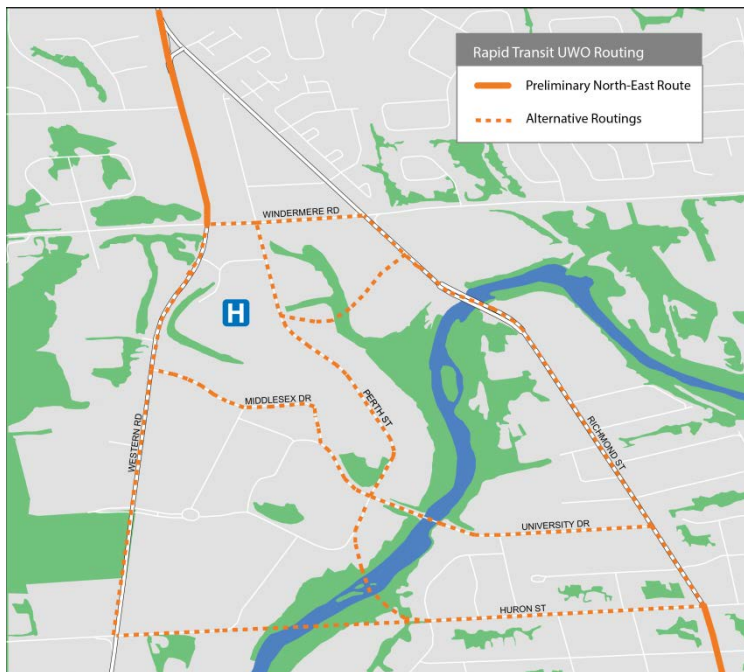 Rapid Transit UWO Routing
Preliminary North-East Route
Alternative Routings
WINDERMERE RD
H
MIDDLESEX DR
PERTH ST
WESTERN RD
RICHMOND ST
UNIVERSITY DR
HURON ST